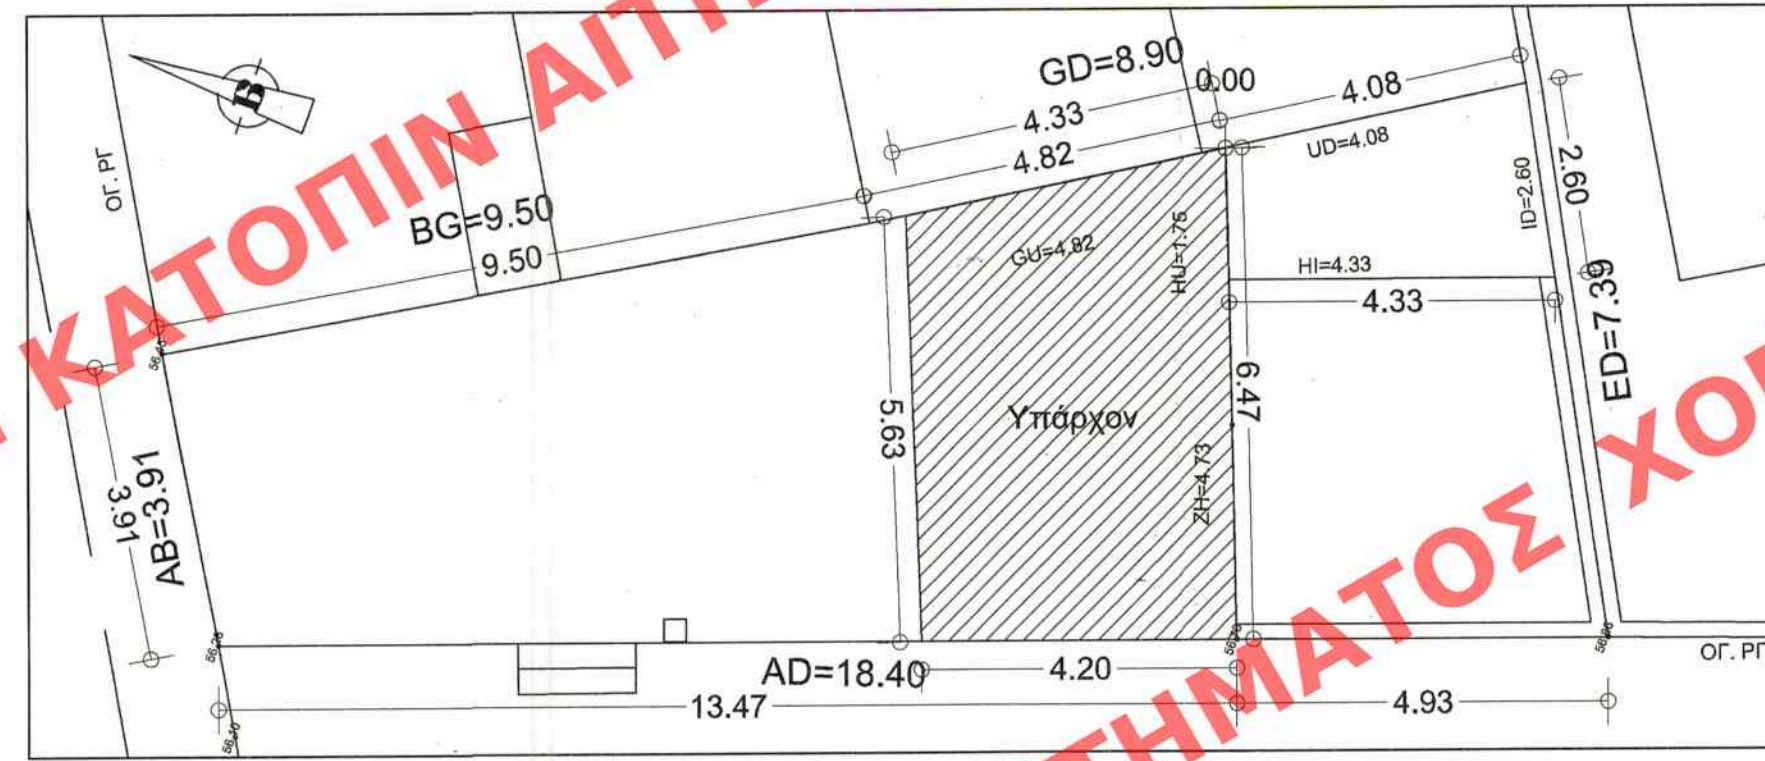 ΚΑΤΟΠΙΝ ΑΙΤΗ
ΟΓ. ΡΓ
B
GD=8.90
0.00
4.33
4.08
4.82
UD=4.08
2.60
ID=2.60
BG=9.50
9.50
GU=4.82
HU=1.75
HI=4.33
4.33
ED=7.39
3.91
AB=3.91
5.63
Υπάρχον
6.47
ZH=4.73
ΗΜΑΤΟΣ ΧΟΡ
AD=18.40
4.20
13.47
4.93
ΟΓ. ΡΓ